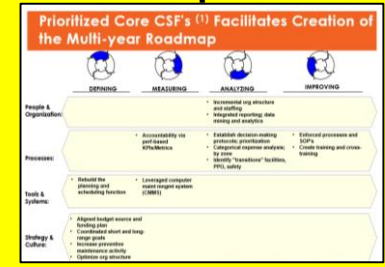 Prioritized Core CSF's (1) Facilitates Creation of
the Multi-year Roadmap
DEFINING
MEASURING
ANALYZING
IMPROVING
People &
Organization:
• Incremental org structure
and staffing
• Integrated reporting; data
mining and analytics
Processes:
• Accountability via
perf-based
KPIs/Metrics
• Establish decision-making
protocols; prioritization
• Categorical expense analysis;
by zone
• Identify "transitions" facilities,
PPO, safety
• Enforced processes and
SOP's
• Create training and cross-
training
Tools &
Systems:
• Rebuild the
planning and
scheduling function
• Leveraged computer
maint mngmt system
(CMMS)
Strategy &
Culture:
• Aligned budget source and
funding plan
• Coordinated short and long-
range goals
• Increase preventive
maintenance activity
• Optimize org structure